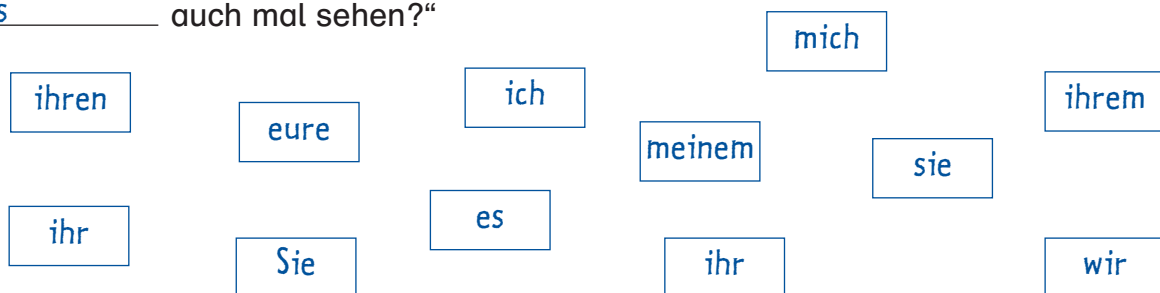 s auch mal sehen?“
mich
ihren ich ihrem
eure meinem
sie
ihr es
Sie ihr wir